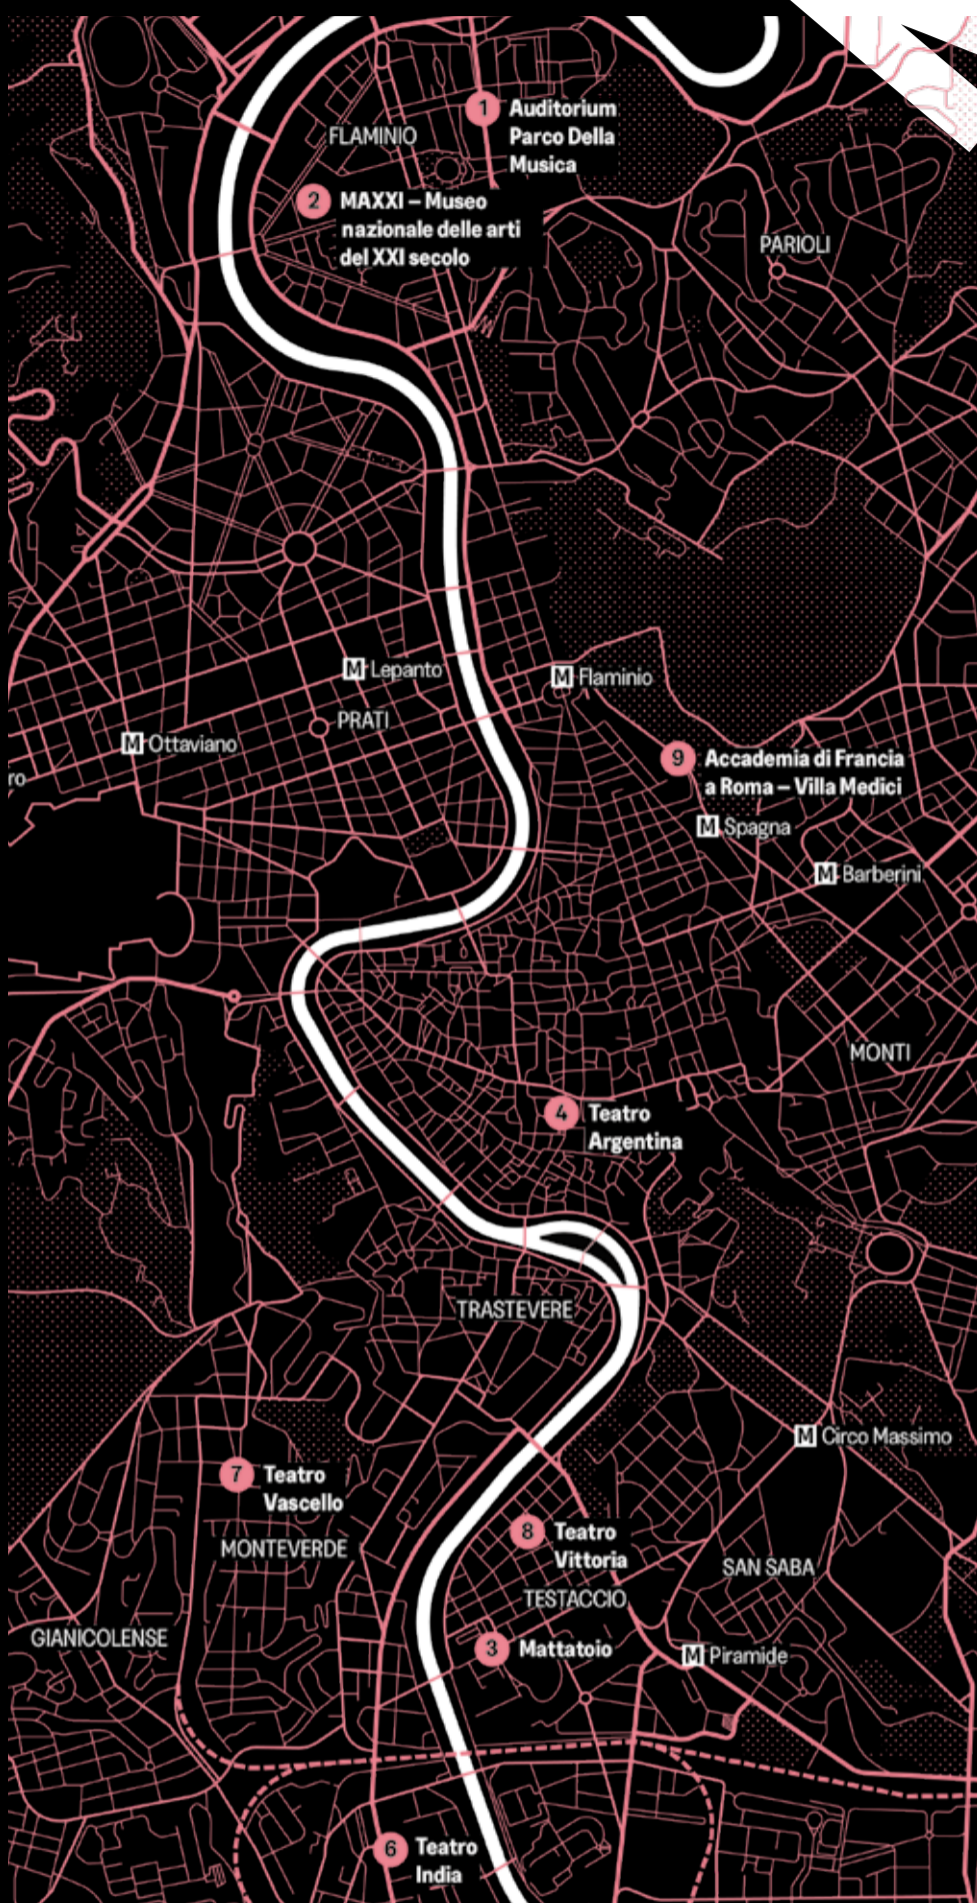 1 Auditorium
Parco Della
Musica
FLAMINIO
2 MAXXI – Museo
nazionale delle arti
del XXI secolo
PARIOLI
M Lepanto
M Flaminio
PRATI
M Ottaviano
9 Accademia di Francia
a Roma – Villa Medici
ro
M Spagna
M Barberini
MONTI
4 Teatro
Argentina
TRASTEVERE
M Circo Massimo
7 Teatro
Vascello
8 Teatro
Vittoria
MONTEVERDE
SAN SABA
TESTACCIO
GIANICOLENSE
3 Mattatoio
M Piramide
6 Teatro
India